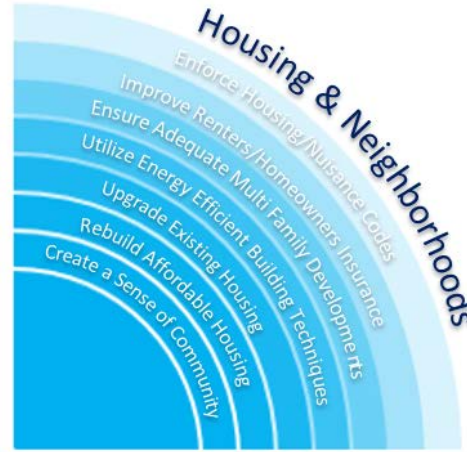 Housing & Neighborhoods
Enforce Housing/Nuisance Codes
Improve Renters/Homeowners Insurance
Ensure Adequate Multi Family Developments
Utilize Energy Efficient Building Techniques
Upgrade Existing Housing
Rebuild Affordable Housing
Create a Sense of Community